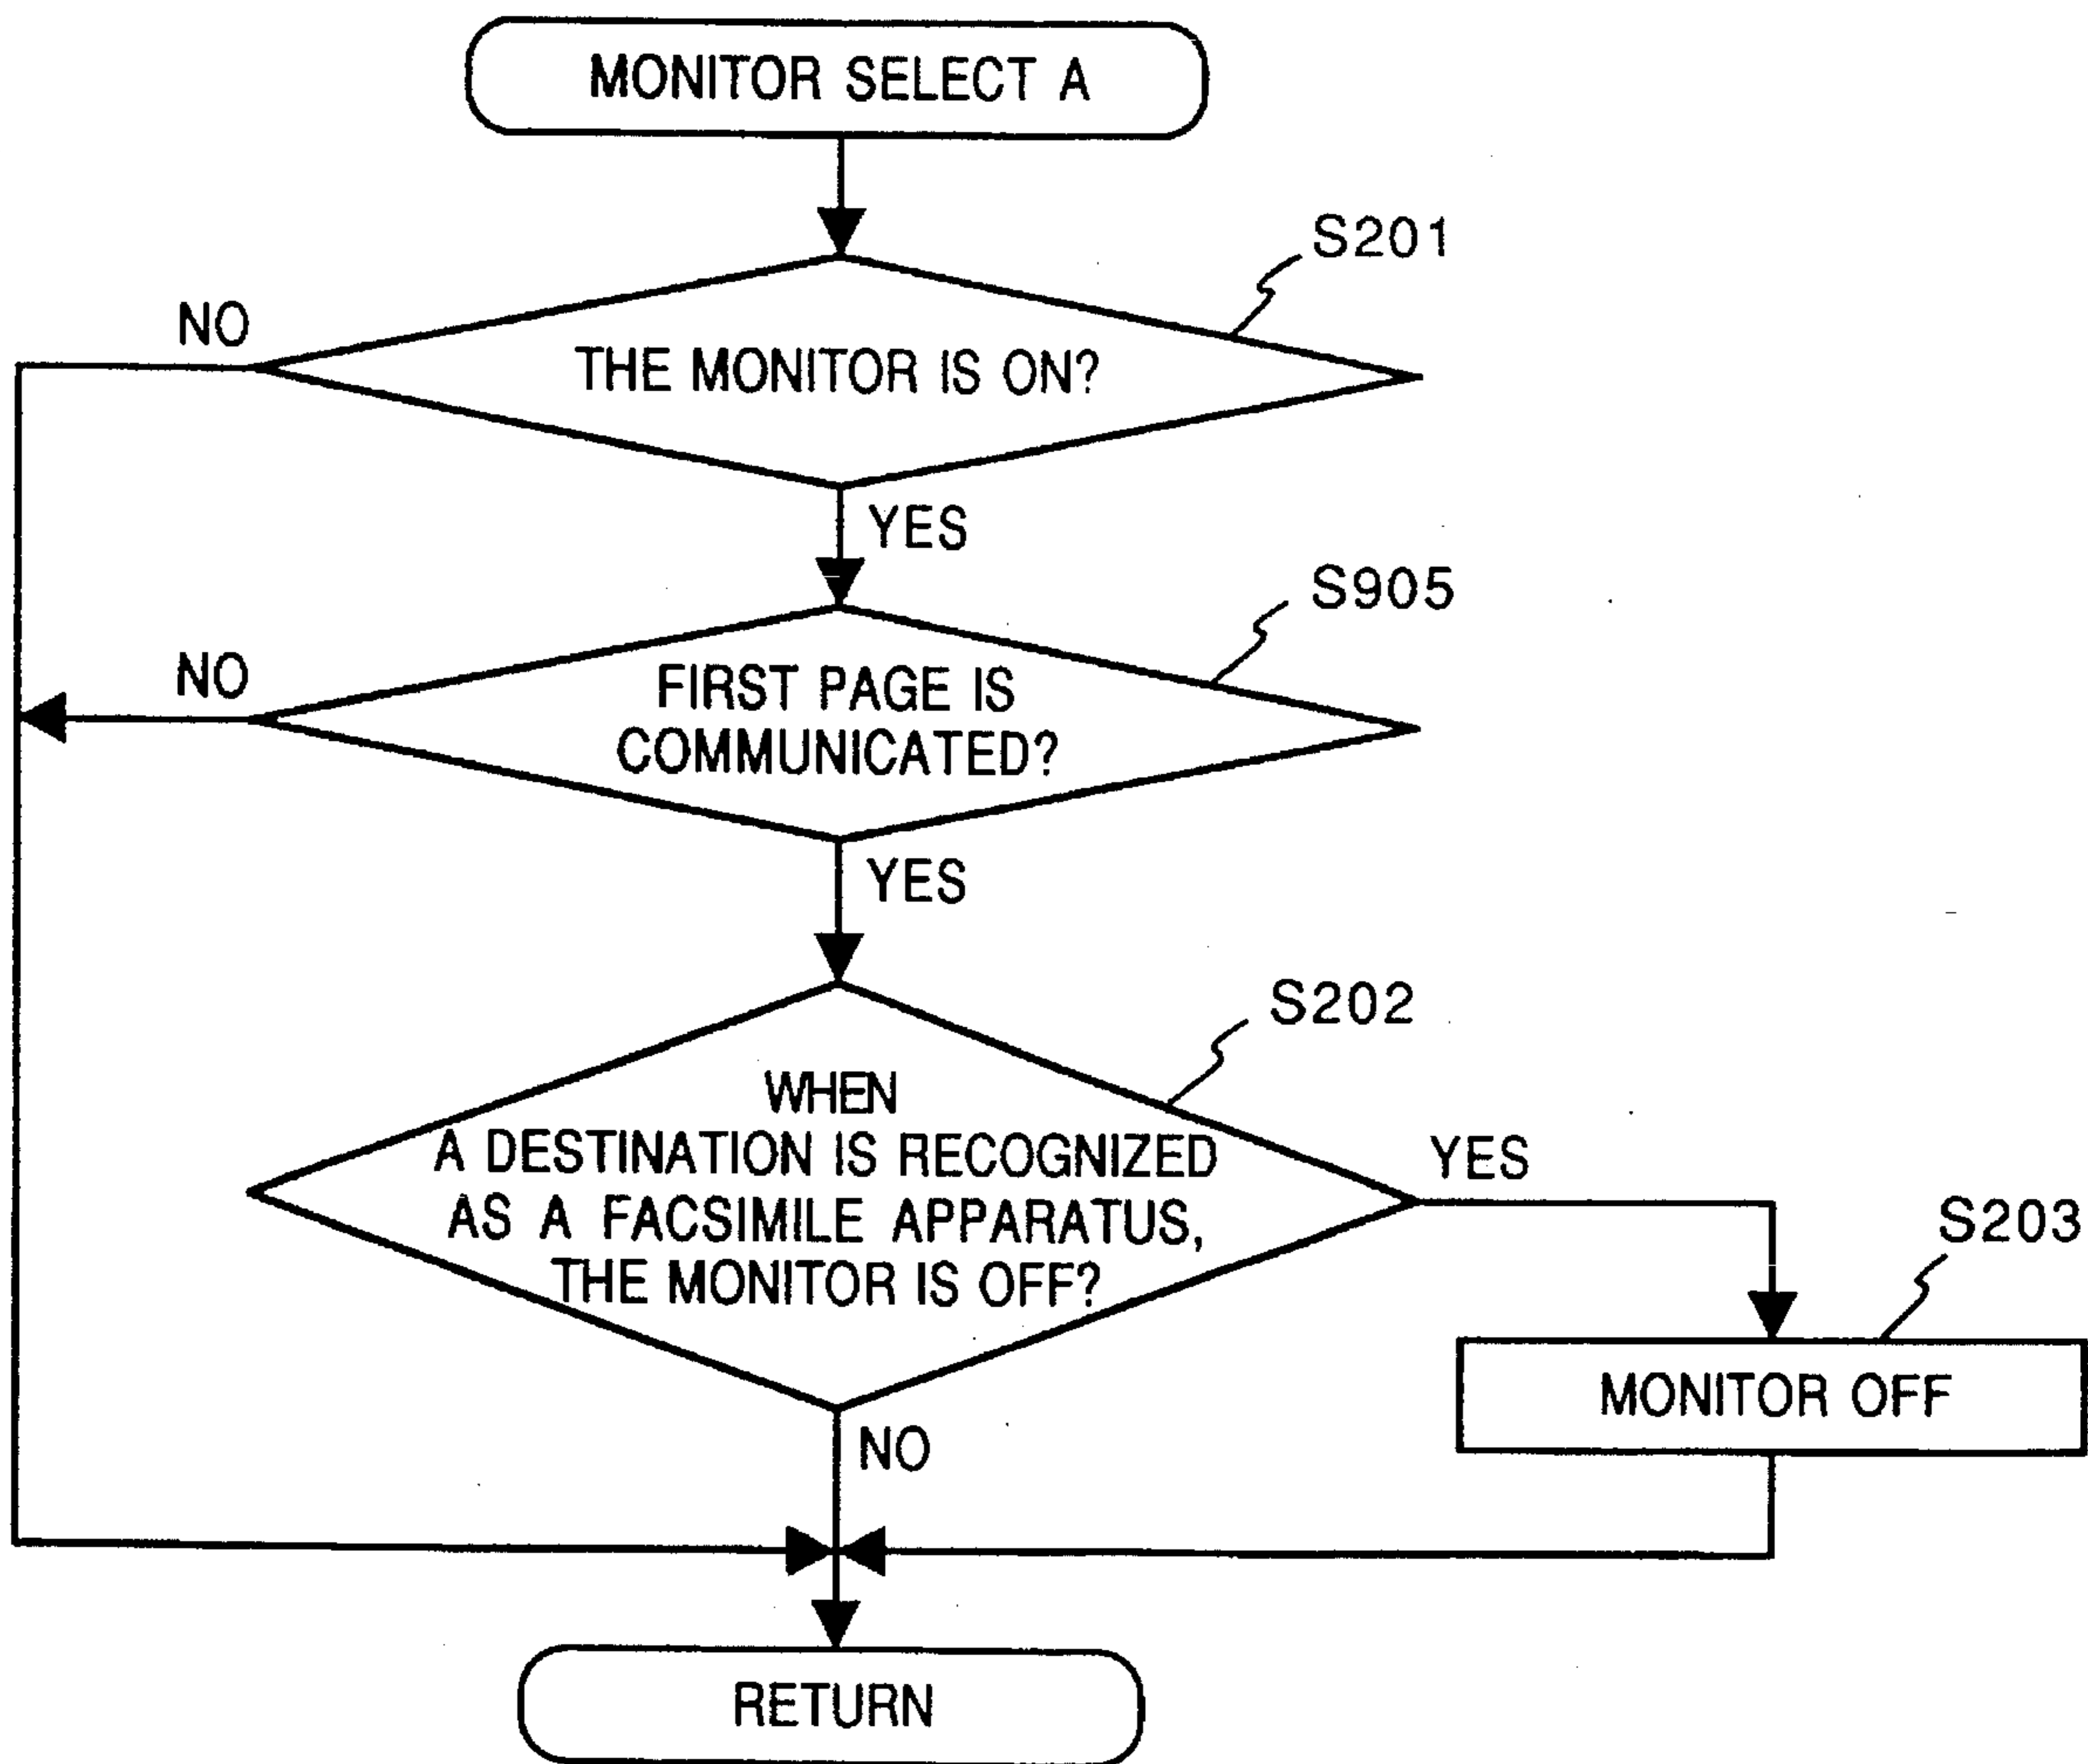 MONITOR SELECT A
S201
NO
THE MONITOR IS ON?
YES
S905
NO
FIRST PAGE IS
COMMUNICATED?
YES
S202
WHEN
A DESTINATION IS RECOGNIZED
AS A FACSIMILE APPARATUS,
THE MONITOR IS OFF?
YES
S203
MONITOR OFF
NO
RETURN